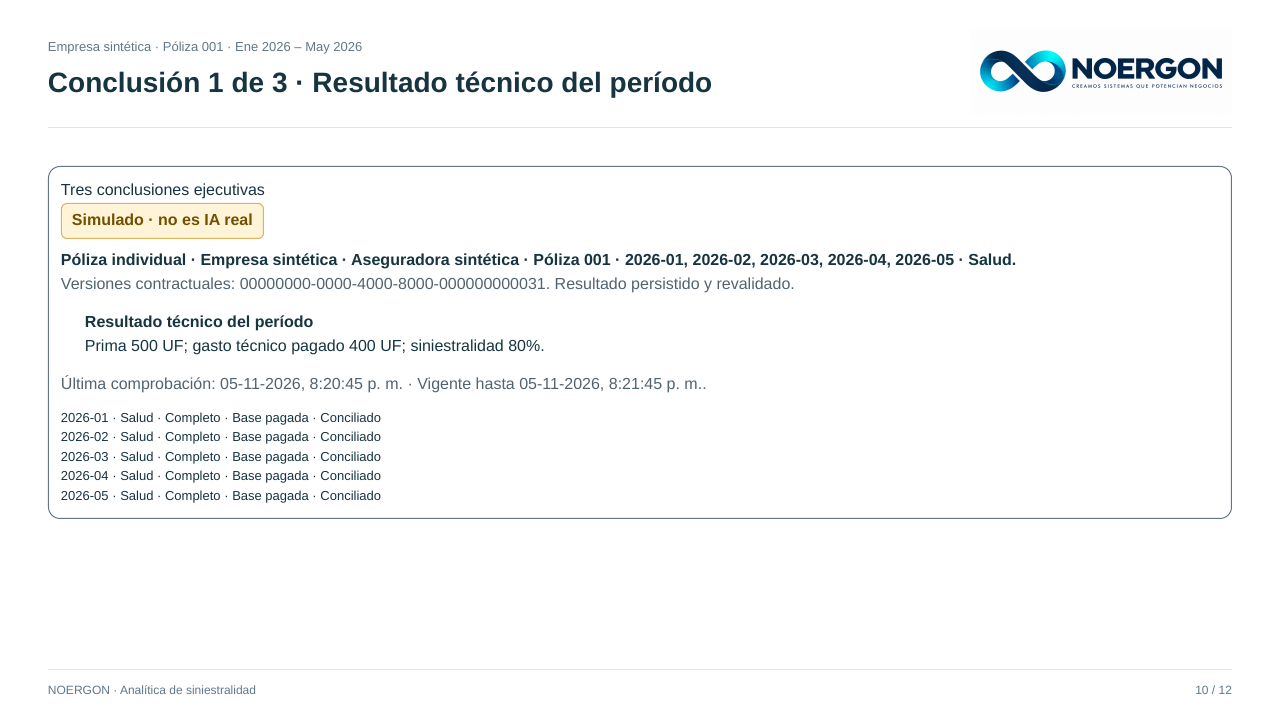 Empresa sintética · Póliza 001 · Ene 2026 – May 2026
Conclusión 1 de 3 · Resultado técnico del período
NOERGON
CREAMOS SISTEMAS QUE POTENCIAN NEGOCIOS
Tres conclusiones ejecutivas
Simulado · no es IA real
Póliza individual · Empresa sintética · Aseguradora sintética · Póliza 001 · 2026-01, 2026-02, 2026-03, 2026-04, 2026-05 · Salud.
Versiones contractuales: 00000000-0000-4000-8000-000000000031. Resultado persistido y revalidado.
Resultado técnico del período
Prima 500 UF; gasto técnico pagado 400 UF; siniestralidad 80%.
Última comprobación: 05-11-2026, 8:20:45 p. m. · Vigente hasta 05-11-2026, 8:21:45 p. m..
2026-01 · Salud · Completo · Base pagada · Conciliado
2026-02 · Salud · Completo · Base pagada · Conciliado
2026-03 · Salud · Completo · Base pagada · Conciliado
2026-04 · Salud · Completo · Base pagada · Conciliado
2026-05 · Salud · Completo · Base pagada · Conciliado
NOERGON · Analítica de siniestralidad
10 / 12